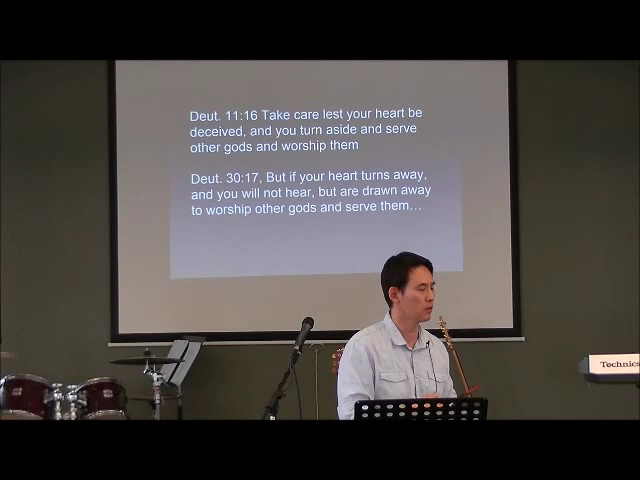 Deut. 11:16 Take care lest your heart be
deceived, and you turn aside and serve
other gods and worship them
Deut. 30:17, But if your heart turns away,
and you will not hear, but are drawn away
to worship other gods and serve them…
Technics